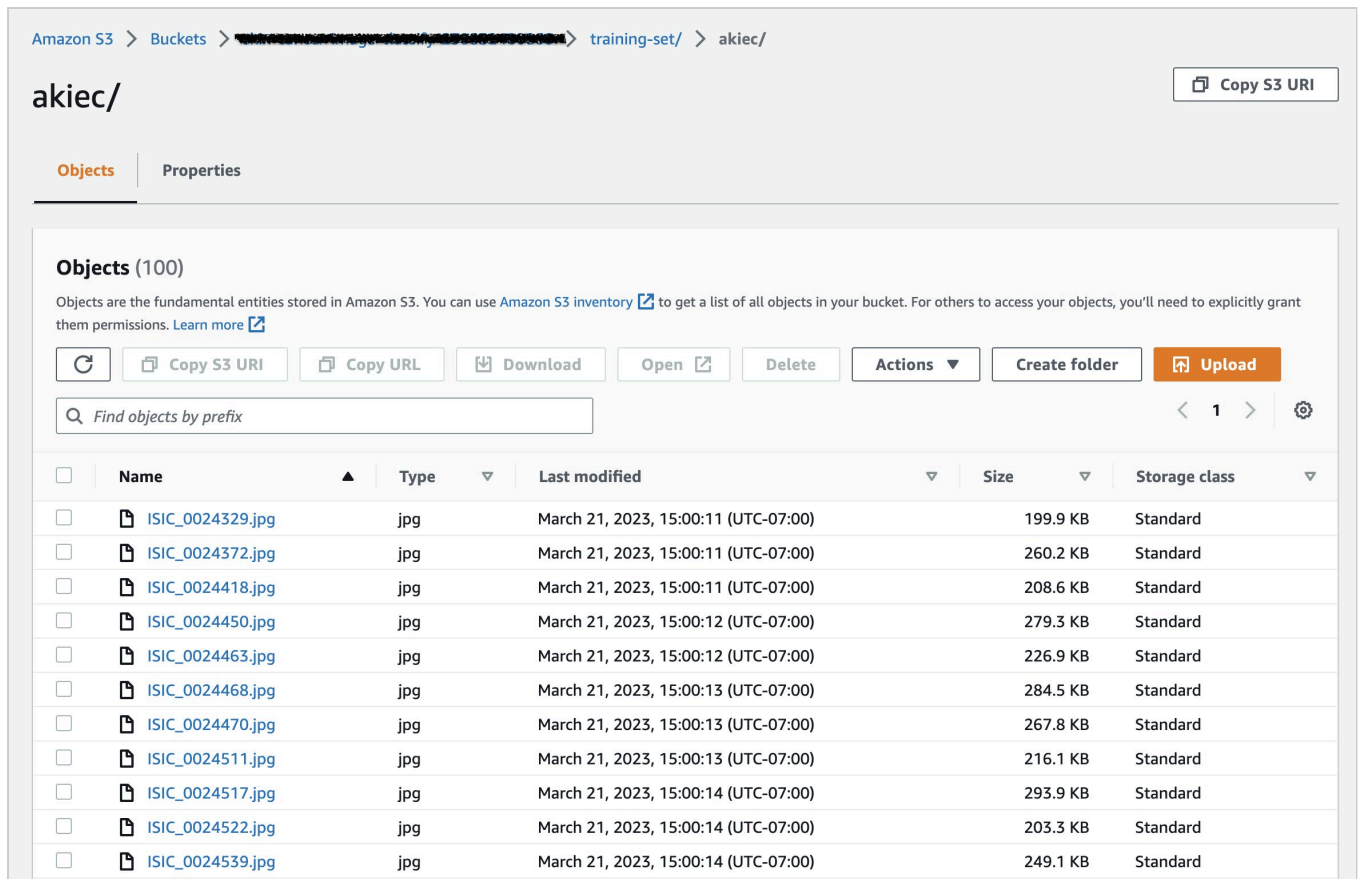 Amazon S3 > Buckets > > training-set/ > akiec/
akiec/
Copy S3 URI
Objects
Properties
Objects (100)
Objects are the fundamental entities stored in Amazon S3. You can use Amazon S3 inventory to get a list of all objects in your bucket. For others to access your objects, you’ll need to explicitly grant
them permissions. Learn more
Copy S3 URI Copy URL Download Open Delete Actions ▼ Create folder Upload
Find objects by prefix
< 1 >
Name Type Last modified Size Storage class
ISIC_0024329.jpg jpg March 21, 2023, 15:00:11 (UTC-07:00) 199.9 KB Standard
ISIC_0024372.jpg jpg March 21, 2023, 15:00:11 (UTC-07:00) 260.2 KB Standard
ISIC_0024418.jpg jpg March 21, 2023, 15:00:11 (UTC-07:00) 208.6 KB Standard
ISIC_0024450.jpg jpg March 21, 2023, 15:00:12 (UTC-07:00) 279.3 KB Standard
ISIC_0024463.jpg jpg March 21, 2023, 15:00:12 (UTC-07:00) 226.9 KB Standard
ISIC_0024468.jpg jpg March 21, 2023, 15:00:13 (UTC-07:00) 284.5 KB Standard
ISIC_0024470.jpg jpg March 21, 2023, 15:00:13 (UTC-07:00) 267.8 KB Standard
ISIC_0024511.jpg jpg March 21, 2023, 15:00:13 (UTC-07:00) 216.1 KB Standard
ISIC_0024517.jpg jpg March 21, 2023, 15:00:14 (UTC-07:00) 293.9 KB Standard
ISIC_0024522.jpg jpg March 21, 2023, 15:00:14 (UTC-07:00) 203.3 KB Standard
ISIC_0024539.jpg jpg March 21, 2023, 15:00:14 (UTC-07:00) 249.1 KB Standard